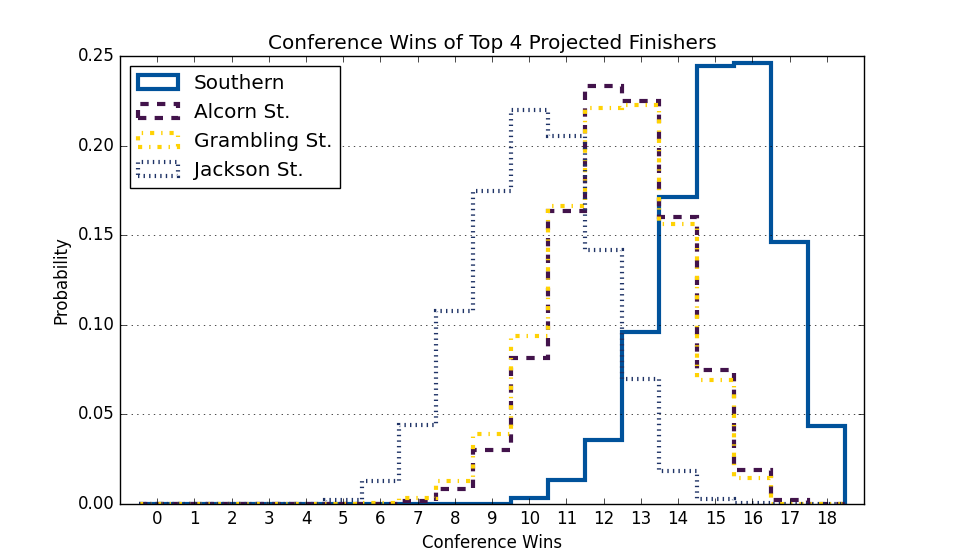 Conference Wins of Top 4 Projected Finishers
Southern
Alcorn St.
Grambling St.
Jackson St.
Probability
0.25
0.20
0.15
0.10
0.05
0.00
0 1 2 3 4 5 6 7 8 9 10 11 12 13 14 15 16 17 18
Conference Wins